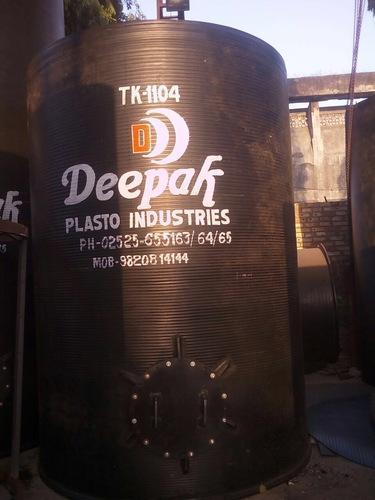 TK-1104
D
Deepak
PLASTO INDUSTRIES
PH-02525-655163/64/65
MOB-9820814144